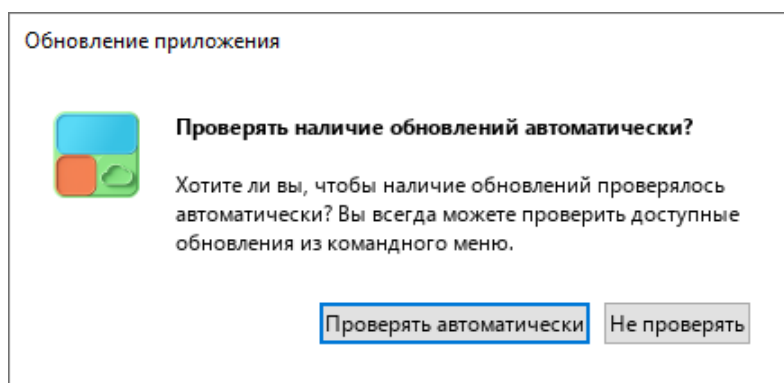 Обновление приложения
Проверять наличие обновлений автоматически?
Хотите ли вы, чтобы наличие обновлений проверялось
автоматически? Вы всегда можете проверить доступные
обновления из командного меню.
Проверять автоматически Не проверять